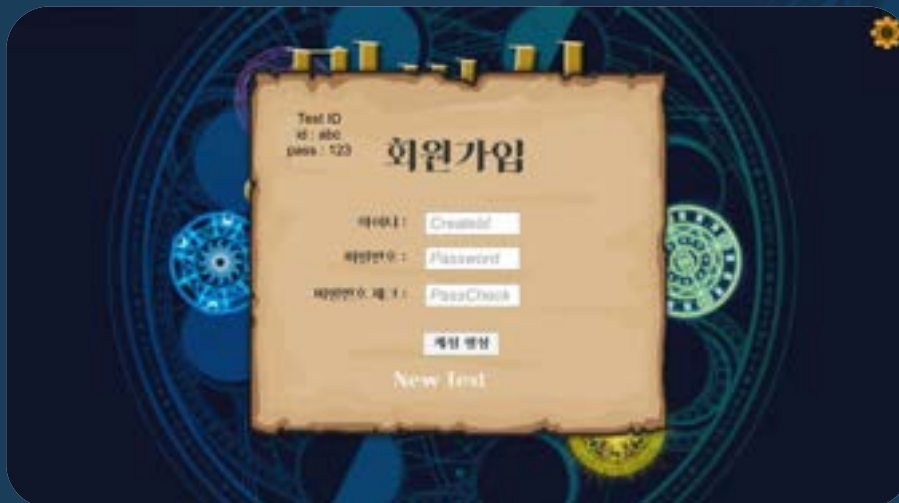 Test ID
id : abc
pass : 123
회원가입
아이디 :
CreateId
비밀번호 :
Password
비밀번호 체크 :
PassCheck
계정 생성
New Text